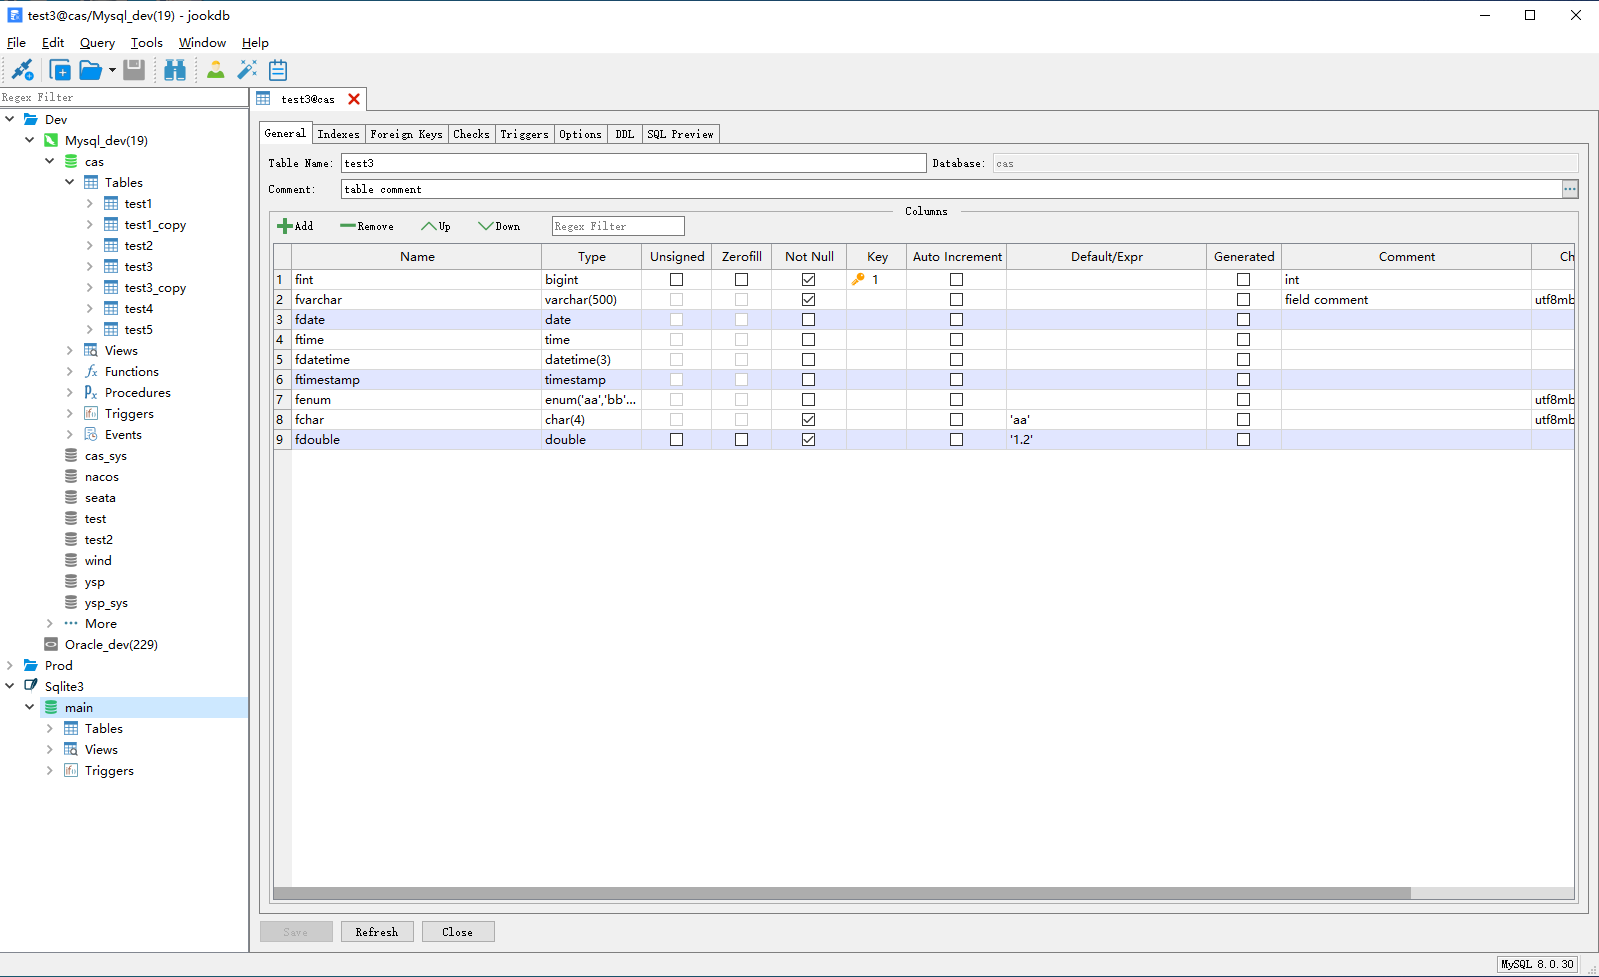 test3@cas/Mysql_dev(19) - jookdb
File Edit Query Tools Window Help
Regex Filter
Dev
Mysql_dev(19)
cas
Tables
test1
test1_copy
test2
test3
test3_copy
test4
test5
Views
Functions
Procedures
Triggers
Events
cas_sys
nacos
seata
test
test2
wind
ysp
ysp_sys
More
Oracle_dev(229)
Prod
Sqlite3
main
Tables
Views
Triggers
test3@cas
General Indexes Foreign Keys Checks Triggers Options DDL SQL Preview
Table Name: test3 Database: cas
Comment: table comment
Columns
Add Remove Up Down Regex Filter
Name Type Unsigned Zerofill Not Null Key Auto Increment Default/Expr Generated Comment Ch
1 fint bigint 1 int
2 fvarchar varchar(500) field comment utf8mb
3 fdate date
4 ftime time
5 fdatetime datetime(3)
6 ftimestamp timestamp
7 fenum enum('aa','bb'... utf8mb
8 fchar char(4) 'aa' utf8mb
9 fdouble double '1.2'
Save Refresh Close
MySQL 8.0.30